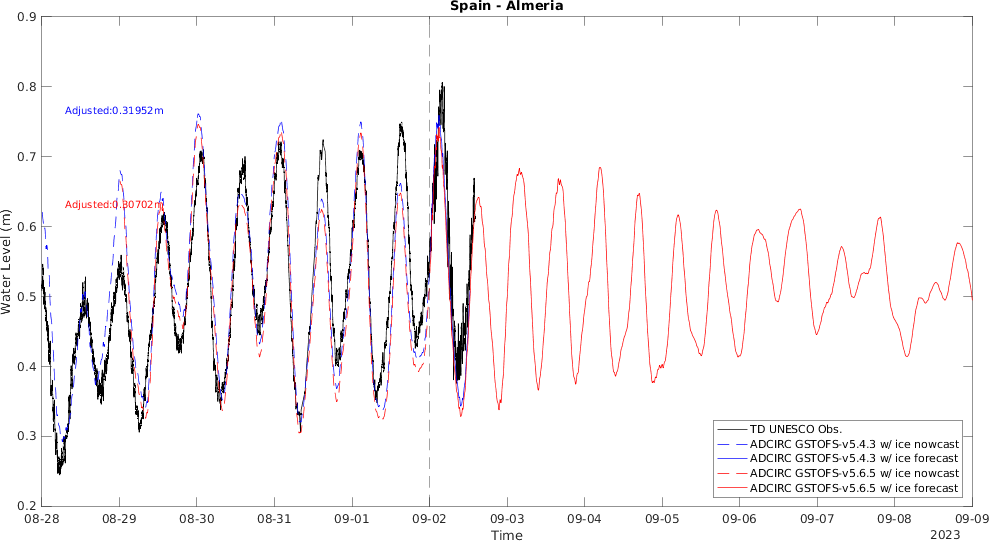 Spain - Almeria
Water Level (m)
0.9
0.8
0.7
0.6
0.5
0.4
0.3
0.2
Adjusted:0.31952m
Adjusted:0.30702m
TD UNESCO Obs.
ADCIRC GSTOFS-v5.4.3 w/ ice nowcast
ADCIRC GSTOFS-v5.4.3 w/ ice forecast
ADCIRC GSTOFS-v5.6.5 w/ ice nowcast
ADCIRC GSTOFS-v5.6.5 w/ ice forecast
08-28 08-29 08-30 08-31 09-01 09-02 09-03 09-04 09-05 09-06 09-07 09-08 09-09
Time
2023